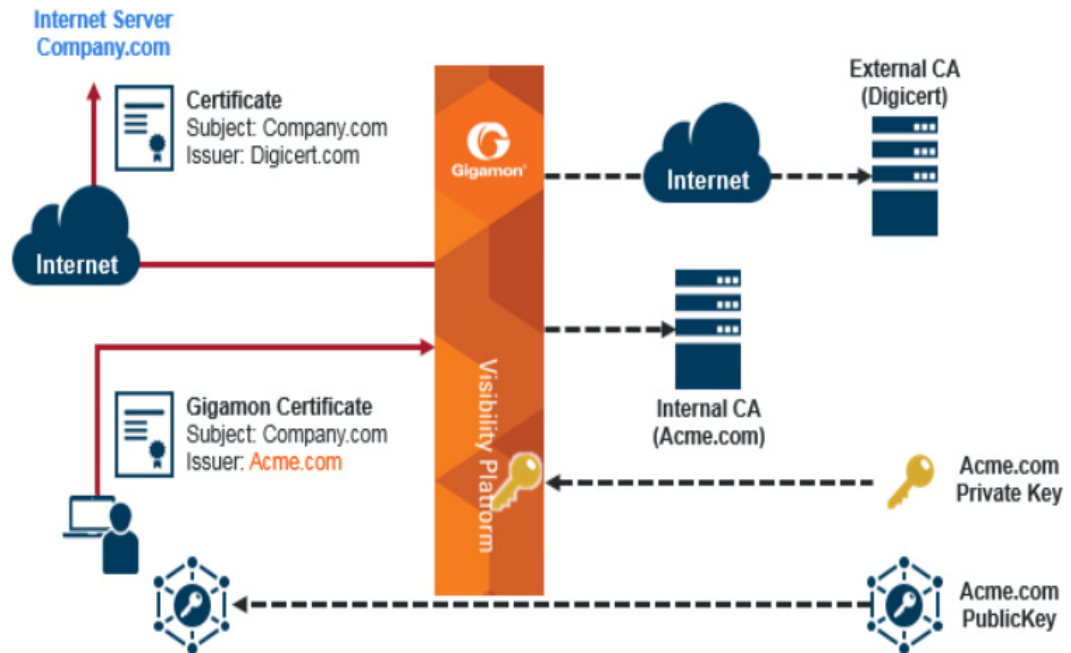 Internet Server
Company.com
Certificate
Subject: Company.com
Issuer: Digicert.com
Internet
Gigamon®
External CA
(Digicert)
Internet
Internal CA
(Acme.com)
Gigamon Certificate
Subject: Company.com
Issuer: Acme.com
Visibility Platform
Acme.com
Private Key
Acme.com
PublicKey